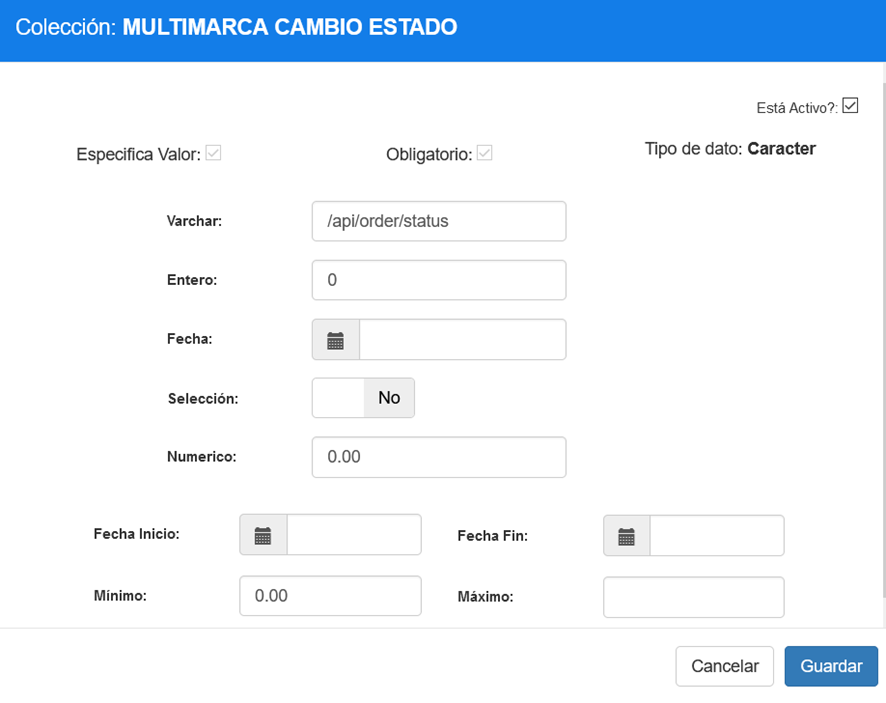 Colección: MULTIMARCA CAMBIO ESTADO
Está Activo?:
Especifica Valor:
Obligatorio:
Tipo de dato: Caracter
Varchar:
/api/order/status
Entero:
0
Fecha:
Selección:
No
Numerico:
0.00
Fecha Inicio:
Fecha Fin:
Mínimo:
0.00
Máximo:
Cancelar
Guardar